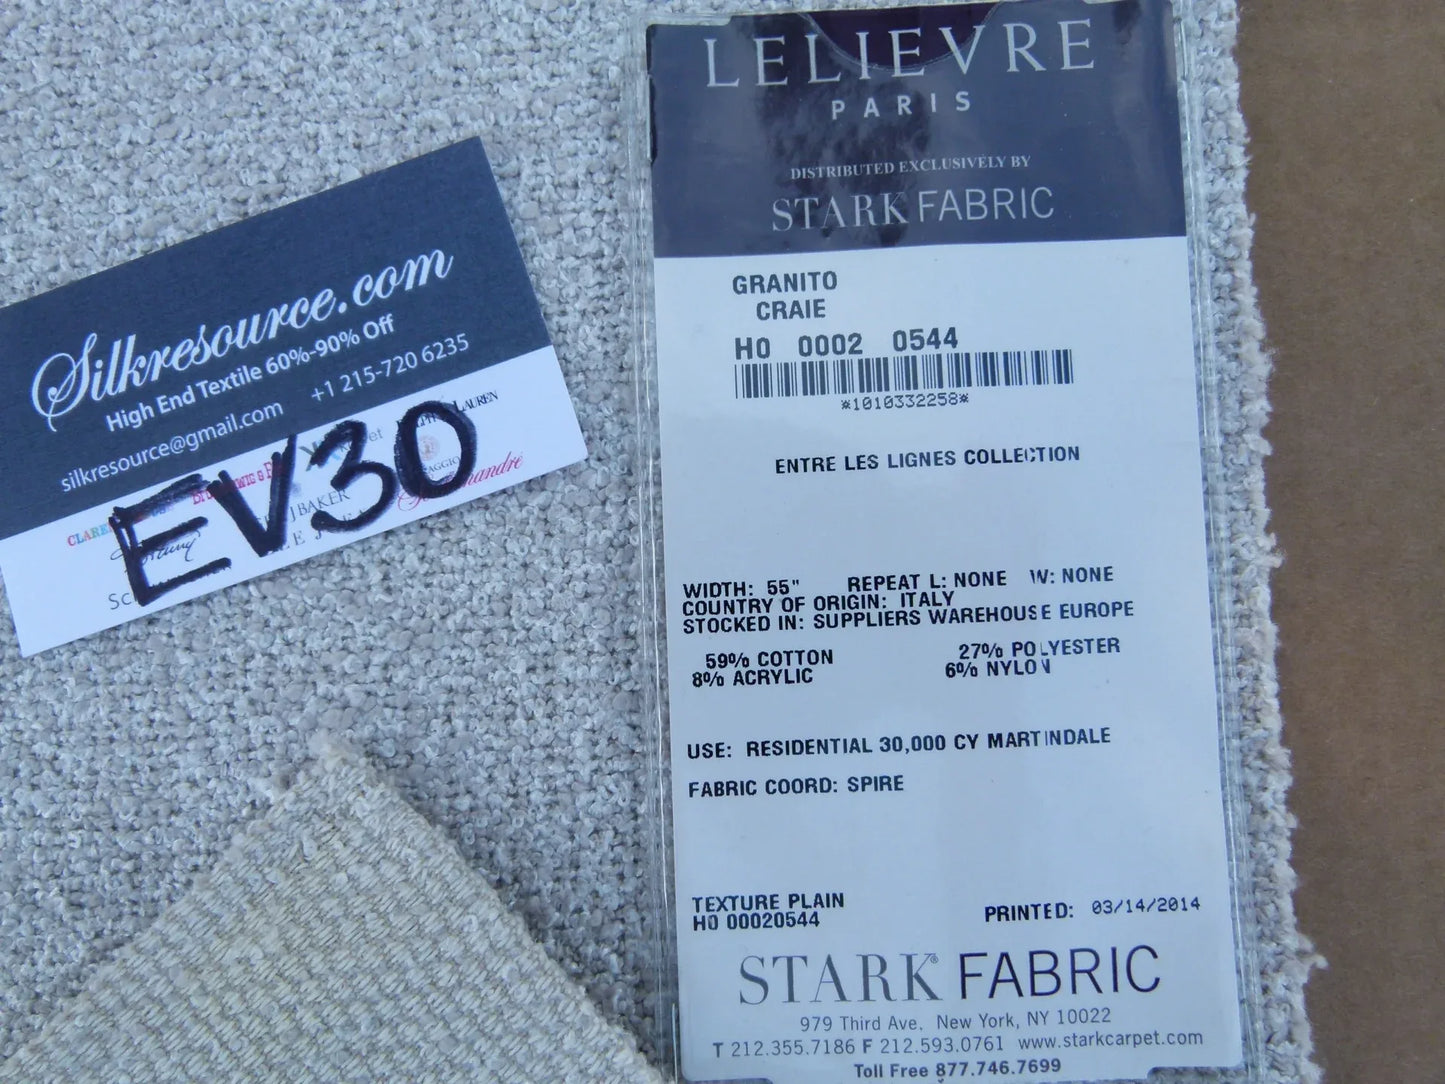 Silkresource.com
High End Textile 60%-90% Off
silkresource@gmail.com +1 215-720 6235
EV30
LELIEVRE
PARIS
DISTRIBUTED EXCLUSIVELY BY
STARK FABRIC
GRANITO
CRAIE
HO 0002 0544
*1010332258*
ENTRE LES LIGNES COLLECTION
WIDTH: 55" REPEAT L: NONE W: NONE
COUNTRY OF ORIGIN: ITALY
STOCKED IN: SUPPLIERS WAREHOUSE EUROPE
59% COTTON 27% POLYESTER
8% ACRYLIC 6% NYLON
USE: RESIDENTIAL 30,000 CY MARTINDALE
FABRIC COORD: SPIRE
TEXTURE PLAIN
HO 00020544 PRINTED: 03/14/2014
STARK® FABRIC
979 Third Ave, New York, NY 10022
T 212.355.7186 F 212.593.0761 www.starkcarpet.com
Toll Free 877.746.7699